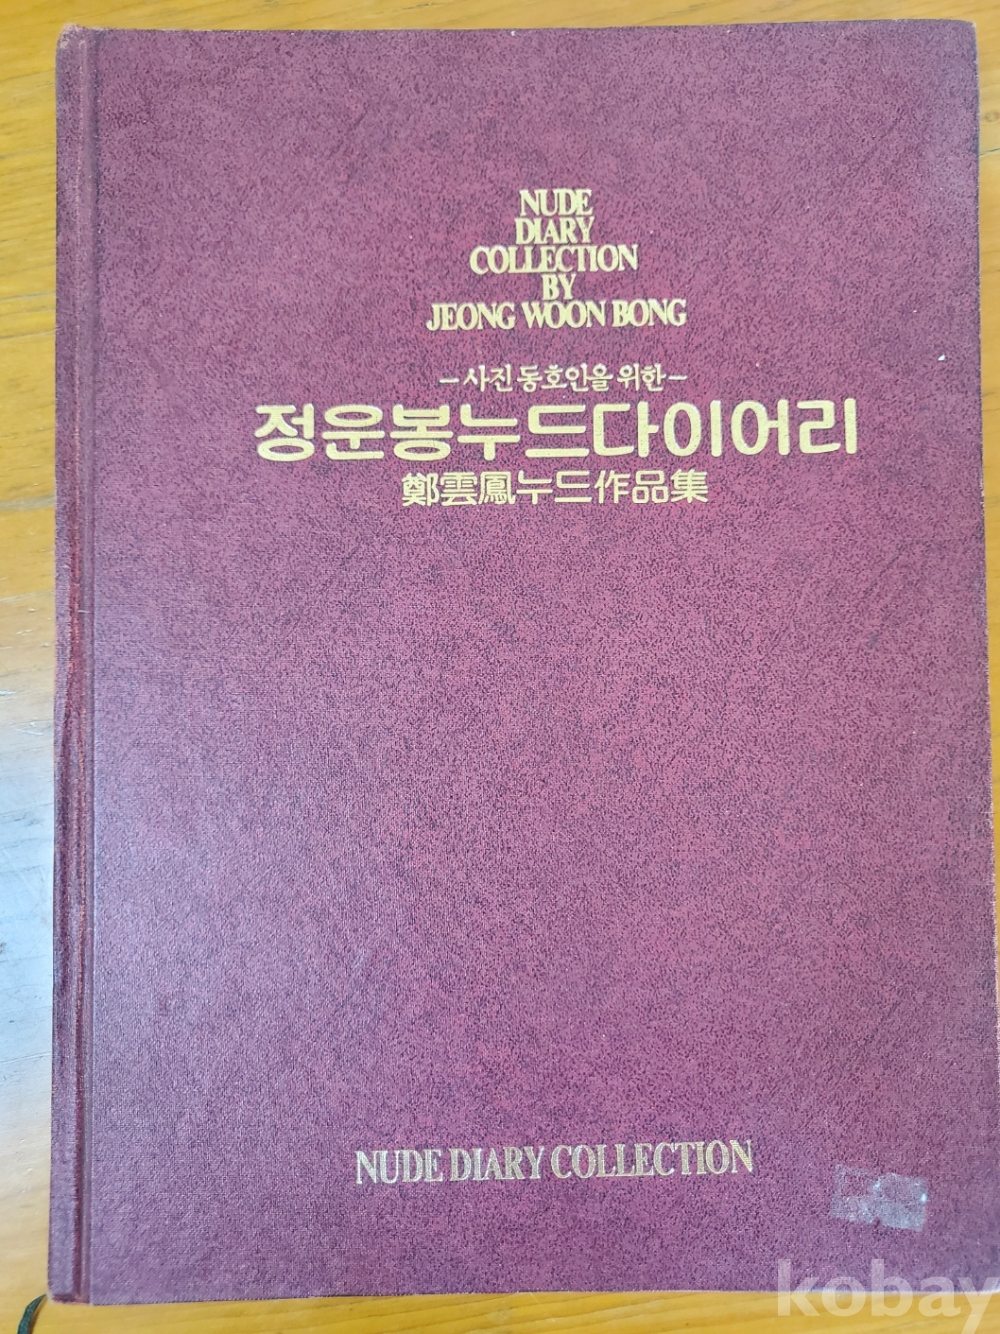 NUDE
DIARY
COLLECTION
BY
JEONG WOON BONG
-사진 동호인을 위한-
정운봉누드다이어리
鄭雲鳳누드作品集
NUDE DIARY COLLECTION
kobay